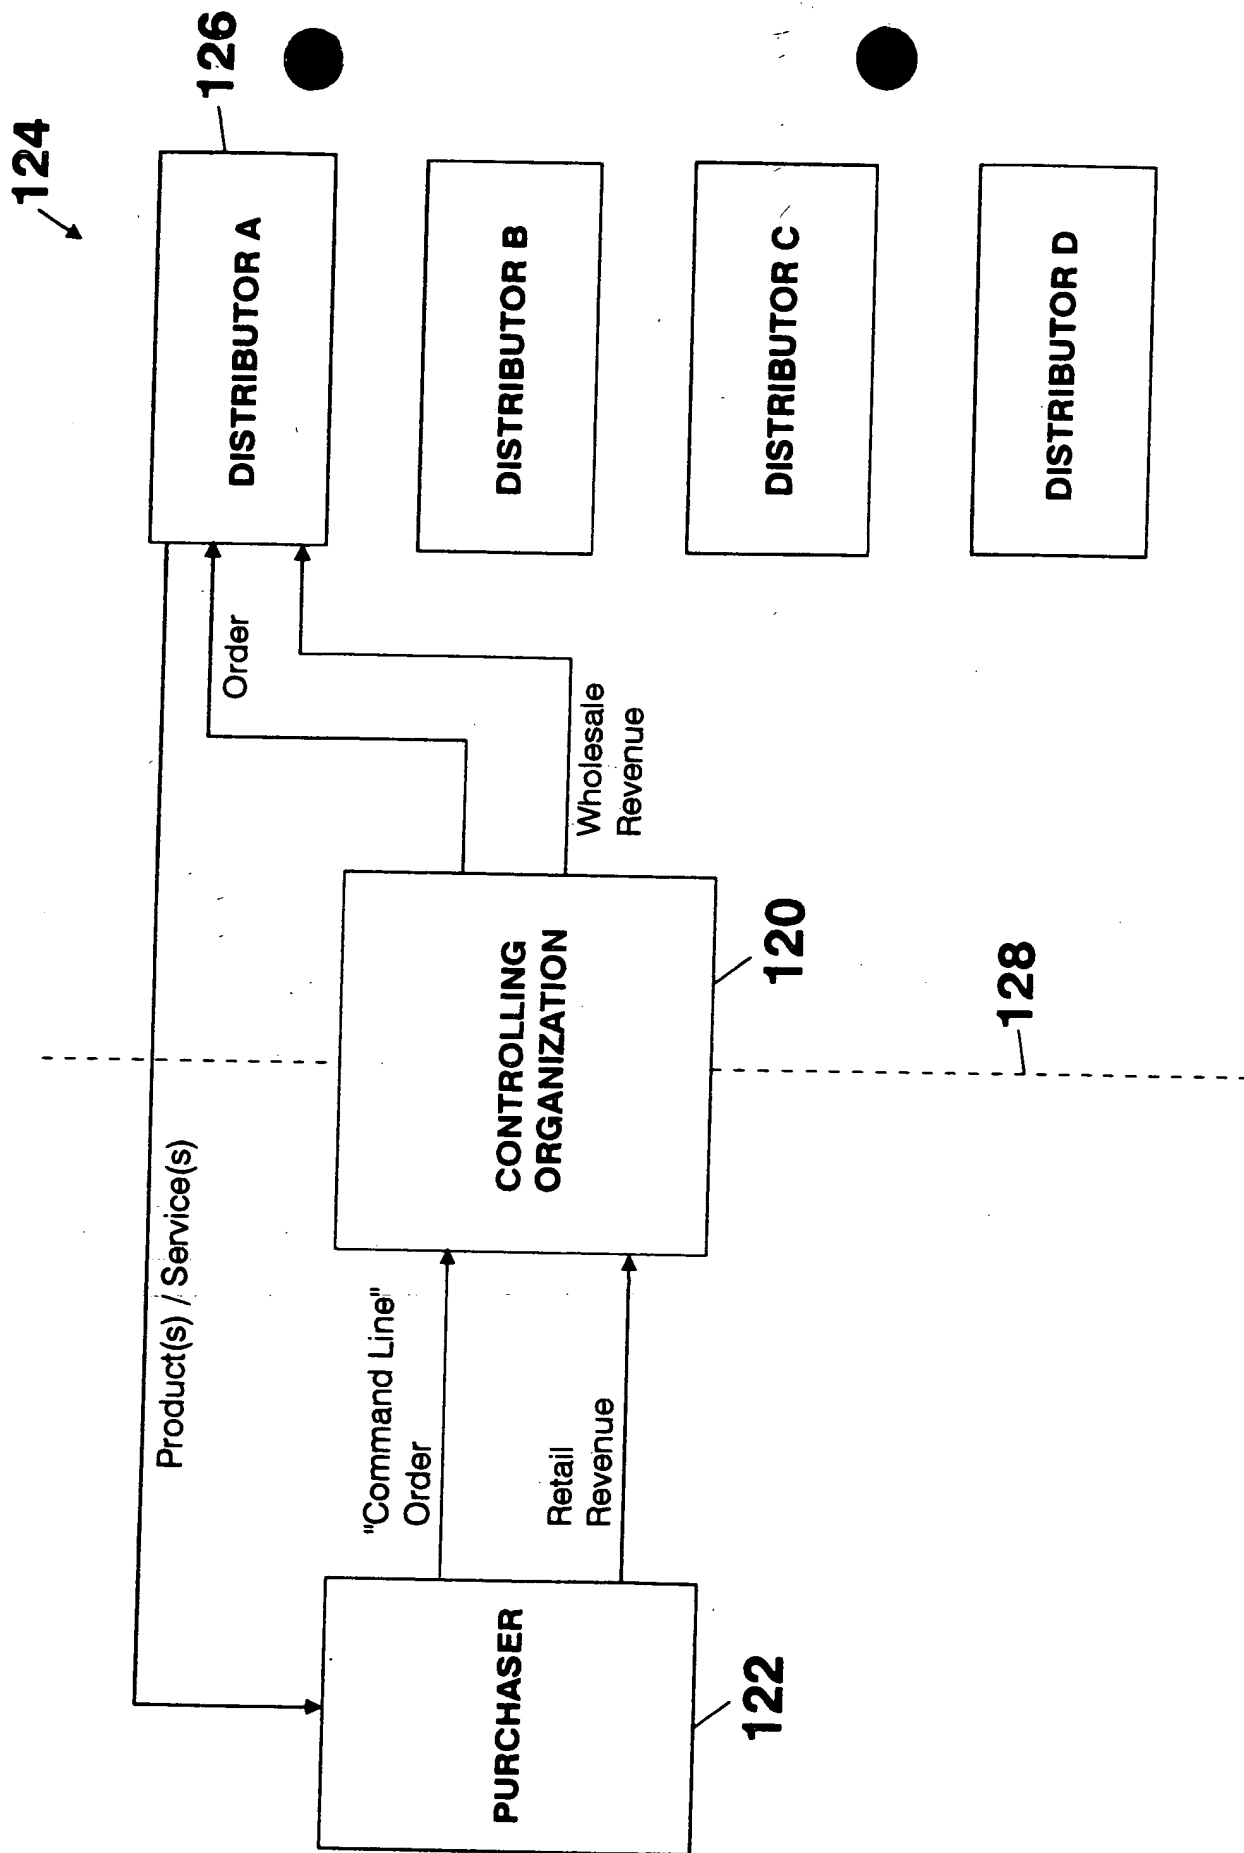 124
126
DISTRIBUTOR A
DISTRIBUTOR B
DISTRIBUTOR C
DISTRIBUTOR D
Product(s) / Service(s)
Order
Wholesale
Revenue
CONTROLLING
ORGANIZATION
120
128
"Command Line"
Order
Retail
Revenue
PURCHASER
122